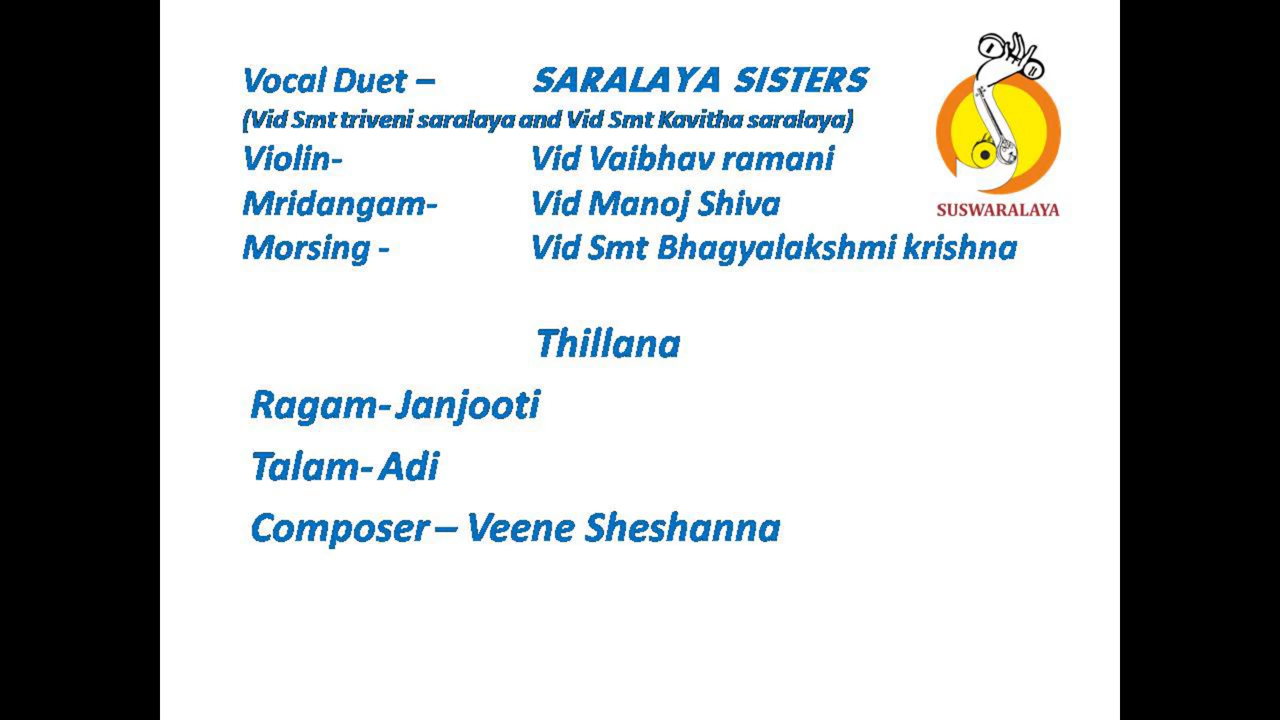 Vocal Duet – SARALAYA SISTERS
(Vid Smt triveni saralaya and Vid Smt Kavitha saralaya)
Violin- Vid Vaibhav ramani
Mridangam- Vid Manoj Shiva
Morsing - Vid Smt Bhagyalakshmi krishna
SUSWARALAYA
Thillana
Ragam- Janjooti
Talam- Adi
Composer – Veene Sheshanna